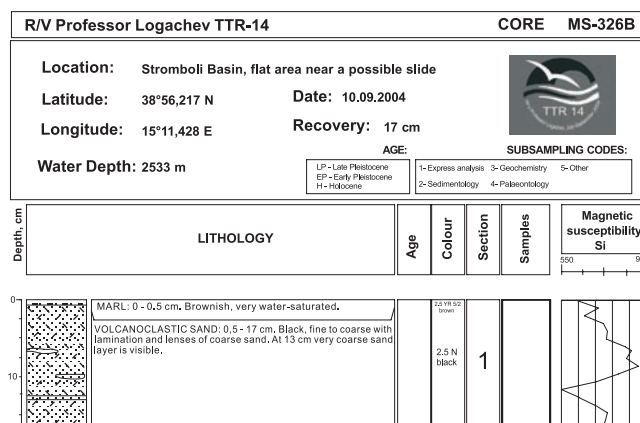 R/V Professor Logachev TTR-14 CORE MS-326B
Location: Stromboli Basin, flat area near a possible slide
Latitude: 38°56,217 N Date: 10.09.2004
Longitude: 15°11,428 E Recovery: 17 cm
Water Depth: 2533 m
TTR 14
AGE:
LP - Late Pleistocene
EP - Early Pleistocene
H - Holocene
SUBSAMPLING CODES:
1- Express analysis 3- Geochemistry 5- Other
2- Sedimentology 4- Palaeontology
Depth, cm
LITHOLOGY
Age
Colour
Section
Samples
Magnetic
susceptibility
Si
550 9
0
MARL: 0 - 0.5 cm. Brownish, very water-saturated.
VOLCANOCLASTIC SAND: 0,5 - 17 cm. Black, fine to coarse with
lamination and lenses of coarse sand. At 13 cm very coarse sand
layer is visible.
2.5 YR 5/2
brown
2.5 N
black
1
10